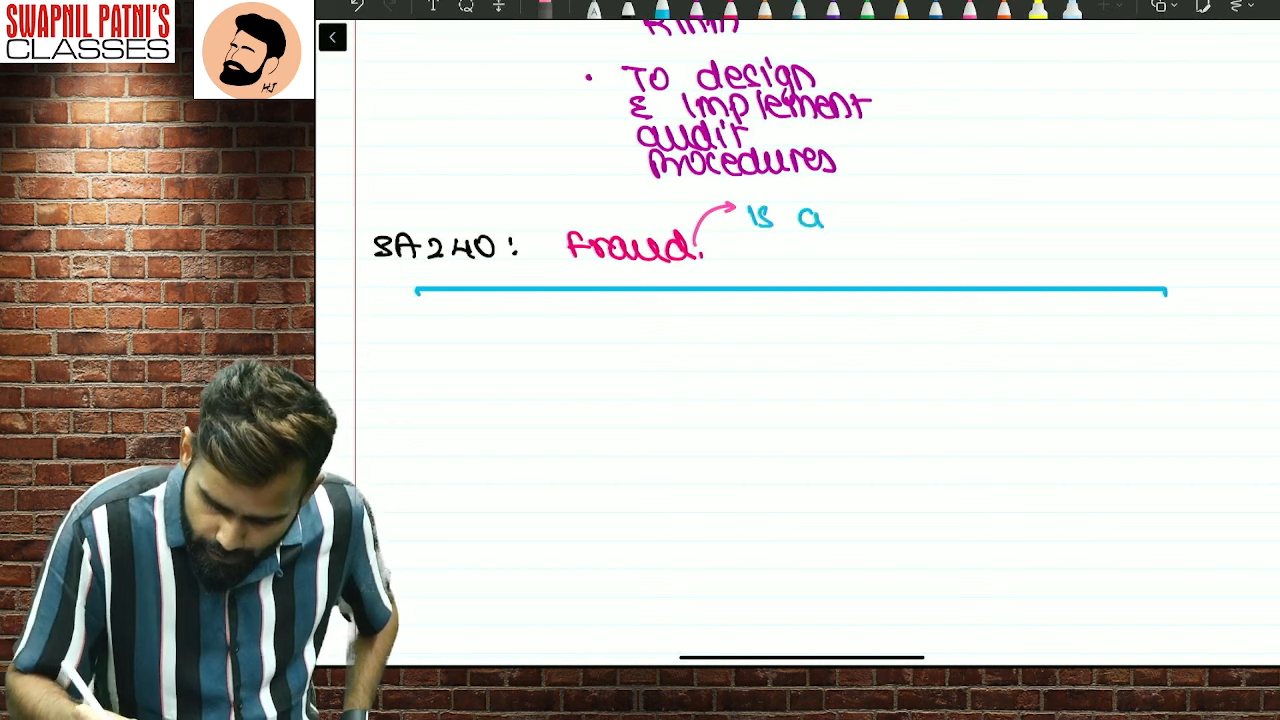 SWAPNIL PATNI'S
CLASSES
• To design
& implement
audit
procedures
is a
SA 240: Fraud.